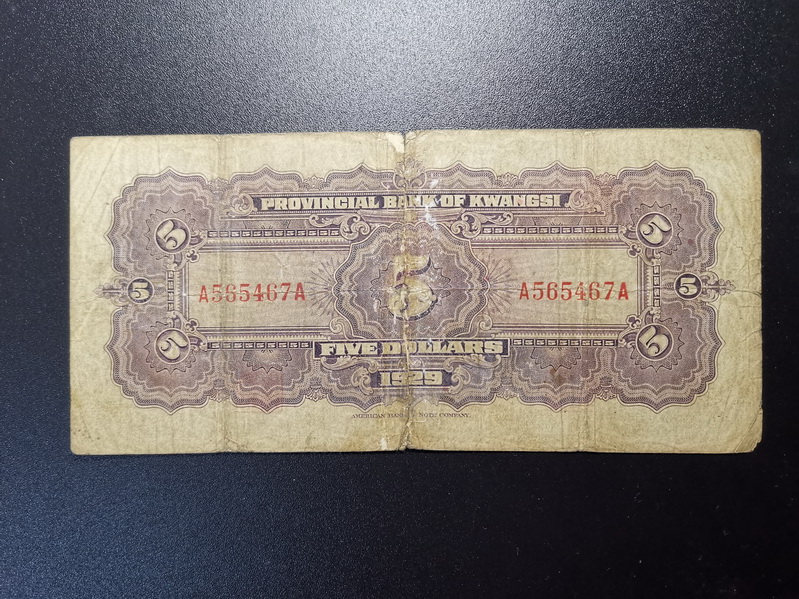 PROVINCIAL BANK OF KWANGSI
5 5
5 A565467A 5 A565467A 5
5 5
FIVE DOLLARS
1929
AMERICAN BANK NOTE COMPANY.